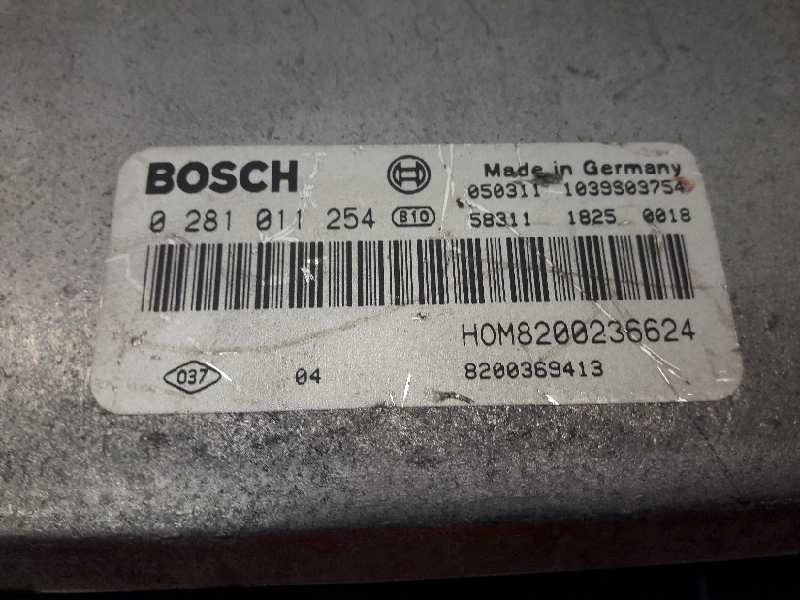 BOSCH
Made in Germany
050311 1039S03754
0 281 011 254 B10
58311 1825 0018
HOM8200236624
037 04
8200369413